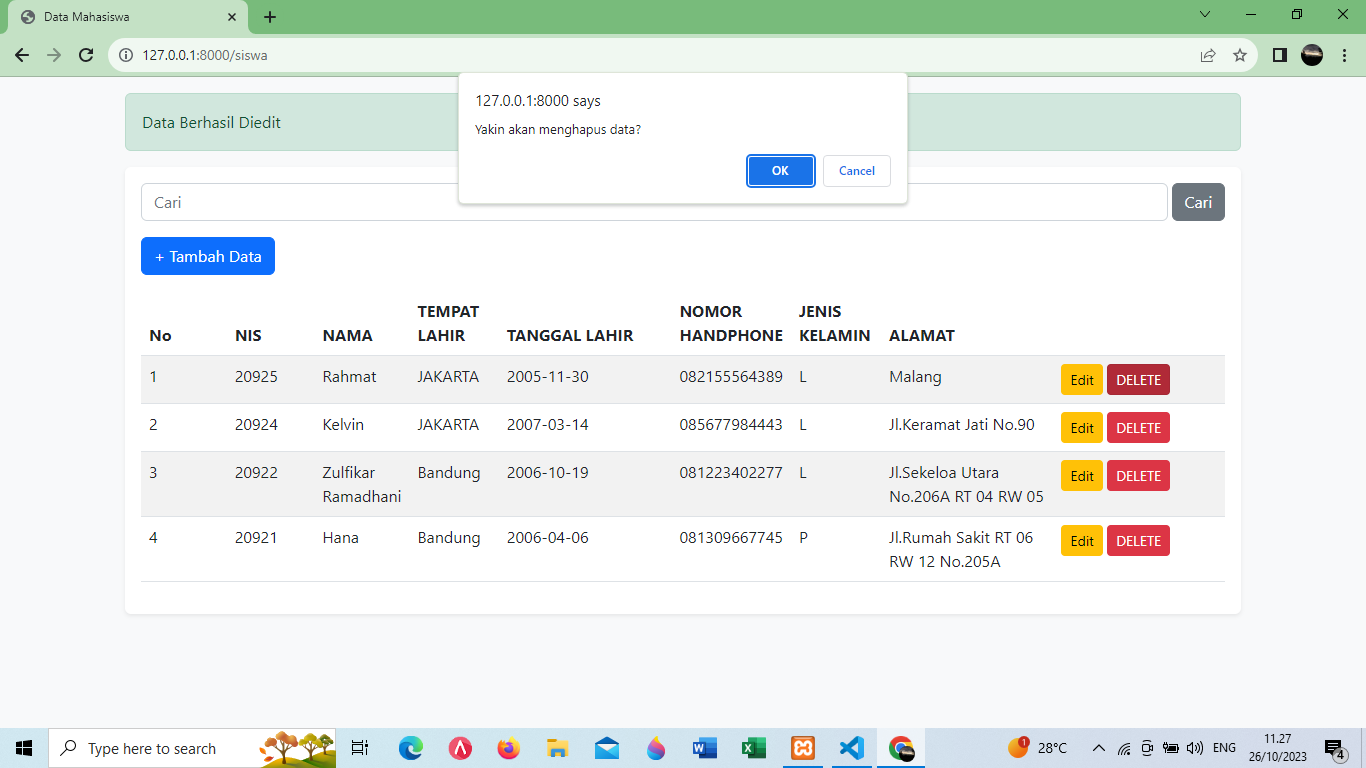 Data Mahasiswa
127.0.0.1:8000/siswa
127.0.0.1:8000 says
Yakin akan menghapus data?
OK Cancel
Data Berhasil Diedit
Cari Cari
+ Tambah Data
No NIS NAMA TEMPAT LAHIR TANGGAL LAHIR NOMOR HANDPHONE JENIS KELAMIN ALAMAT
1 20925 Rahmat JAKARTA 2005-11-30 082155564389 L Malang Edit DELETE
2 20924 Kelvin JAKARTA 2007-03-14 085677984443 L Jl.Keramat Jati No.90 Edit DELETE
3 20922 Zulfikar Ramadhani Bandung 2006-10-19 081223402277 L Jl.Sekeloa Utara No.206A RT 04 RW 05 Edit DELETE
4 20921 Hana Bandung 2006-04-06 081309667745 P Jl.Rumah Sakit RT 06 RW 12 No.205A Edit DELETE
Type here to search
1 28°C ENG 11.27
26/10/2023 4